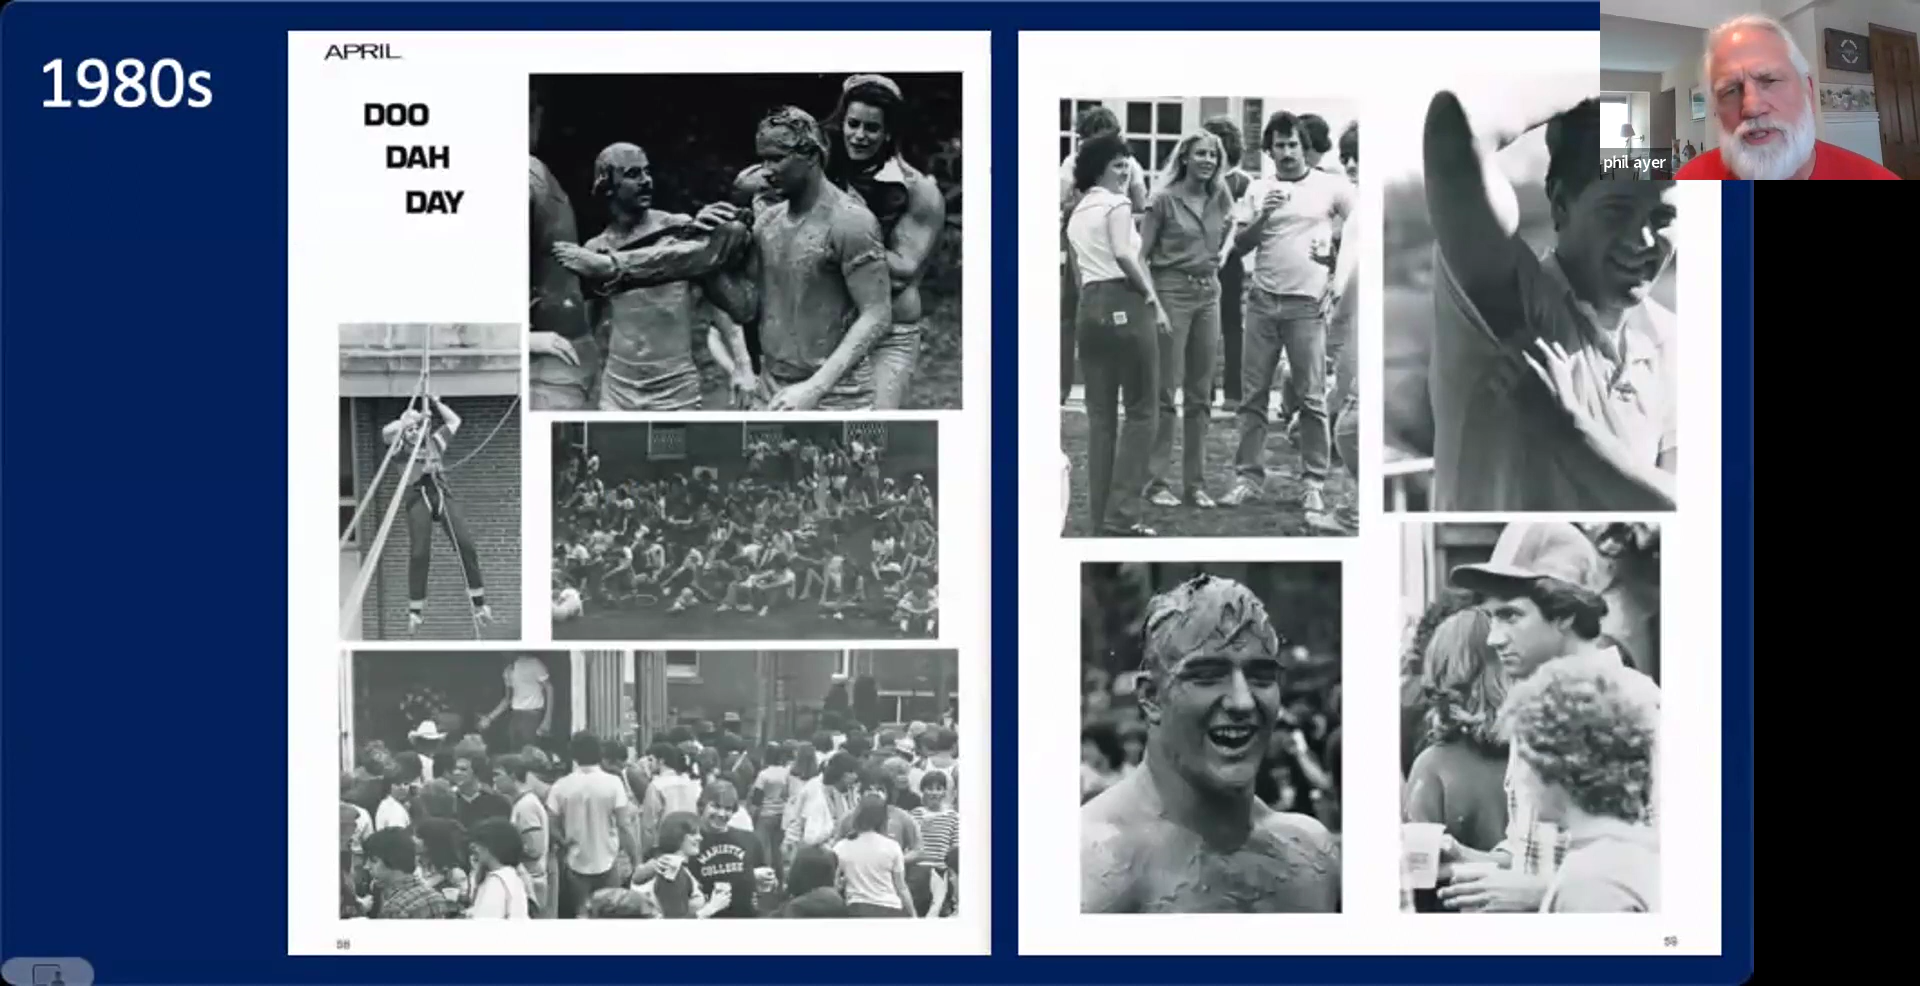 1980s
APRIL
DOO
DAH
DAY
MARIETTA
COLLEGE
58
59
phil ayer